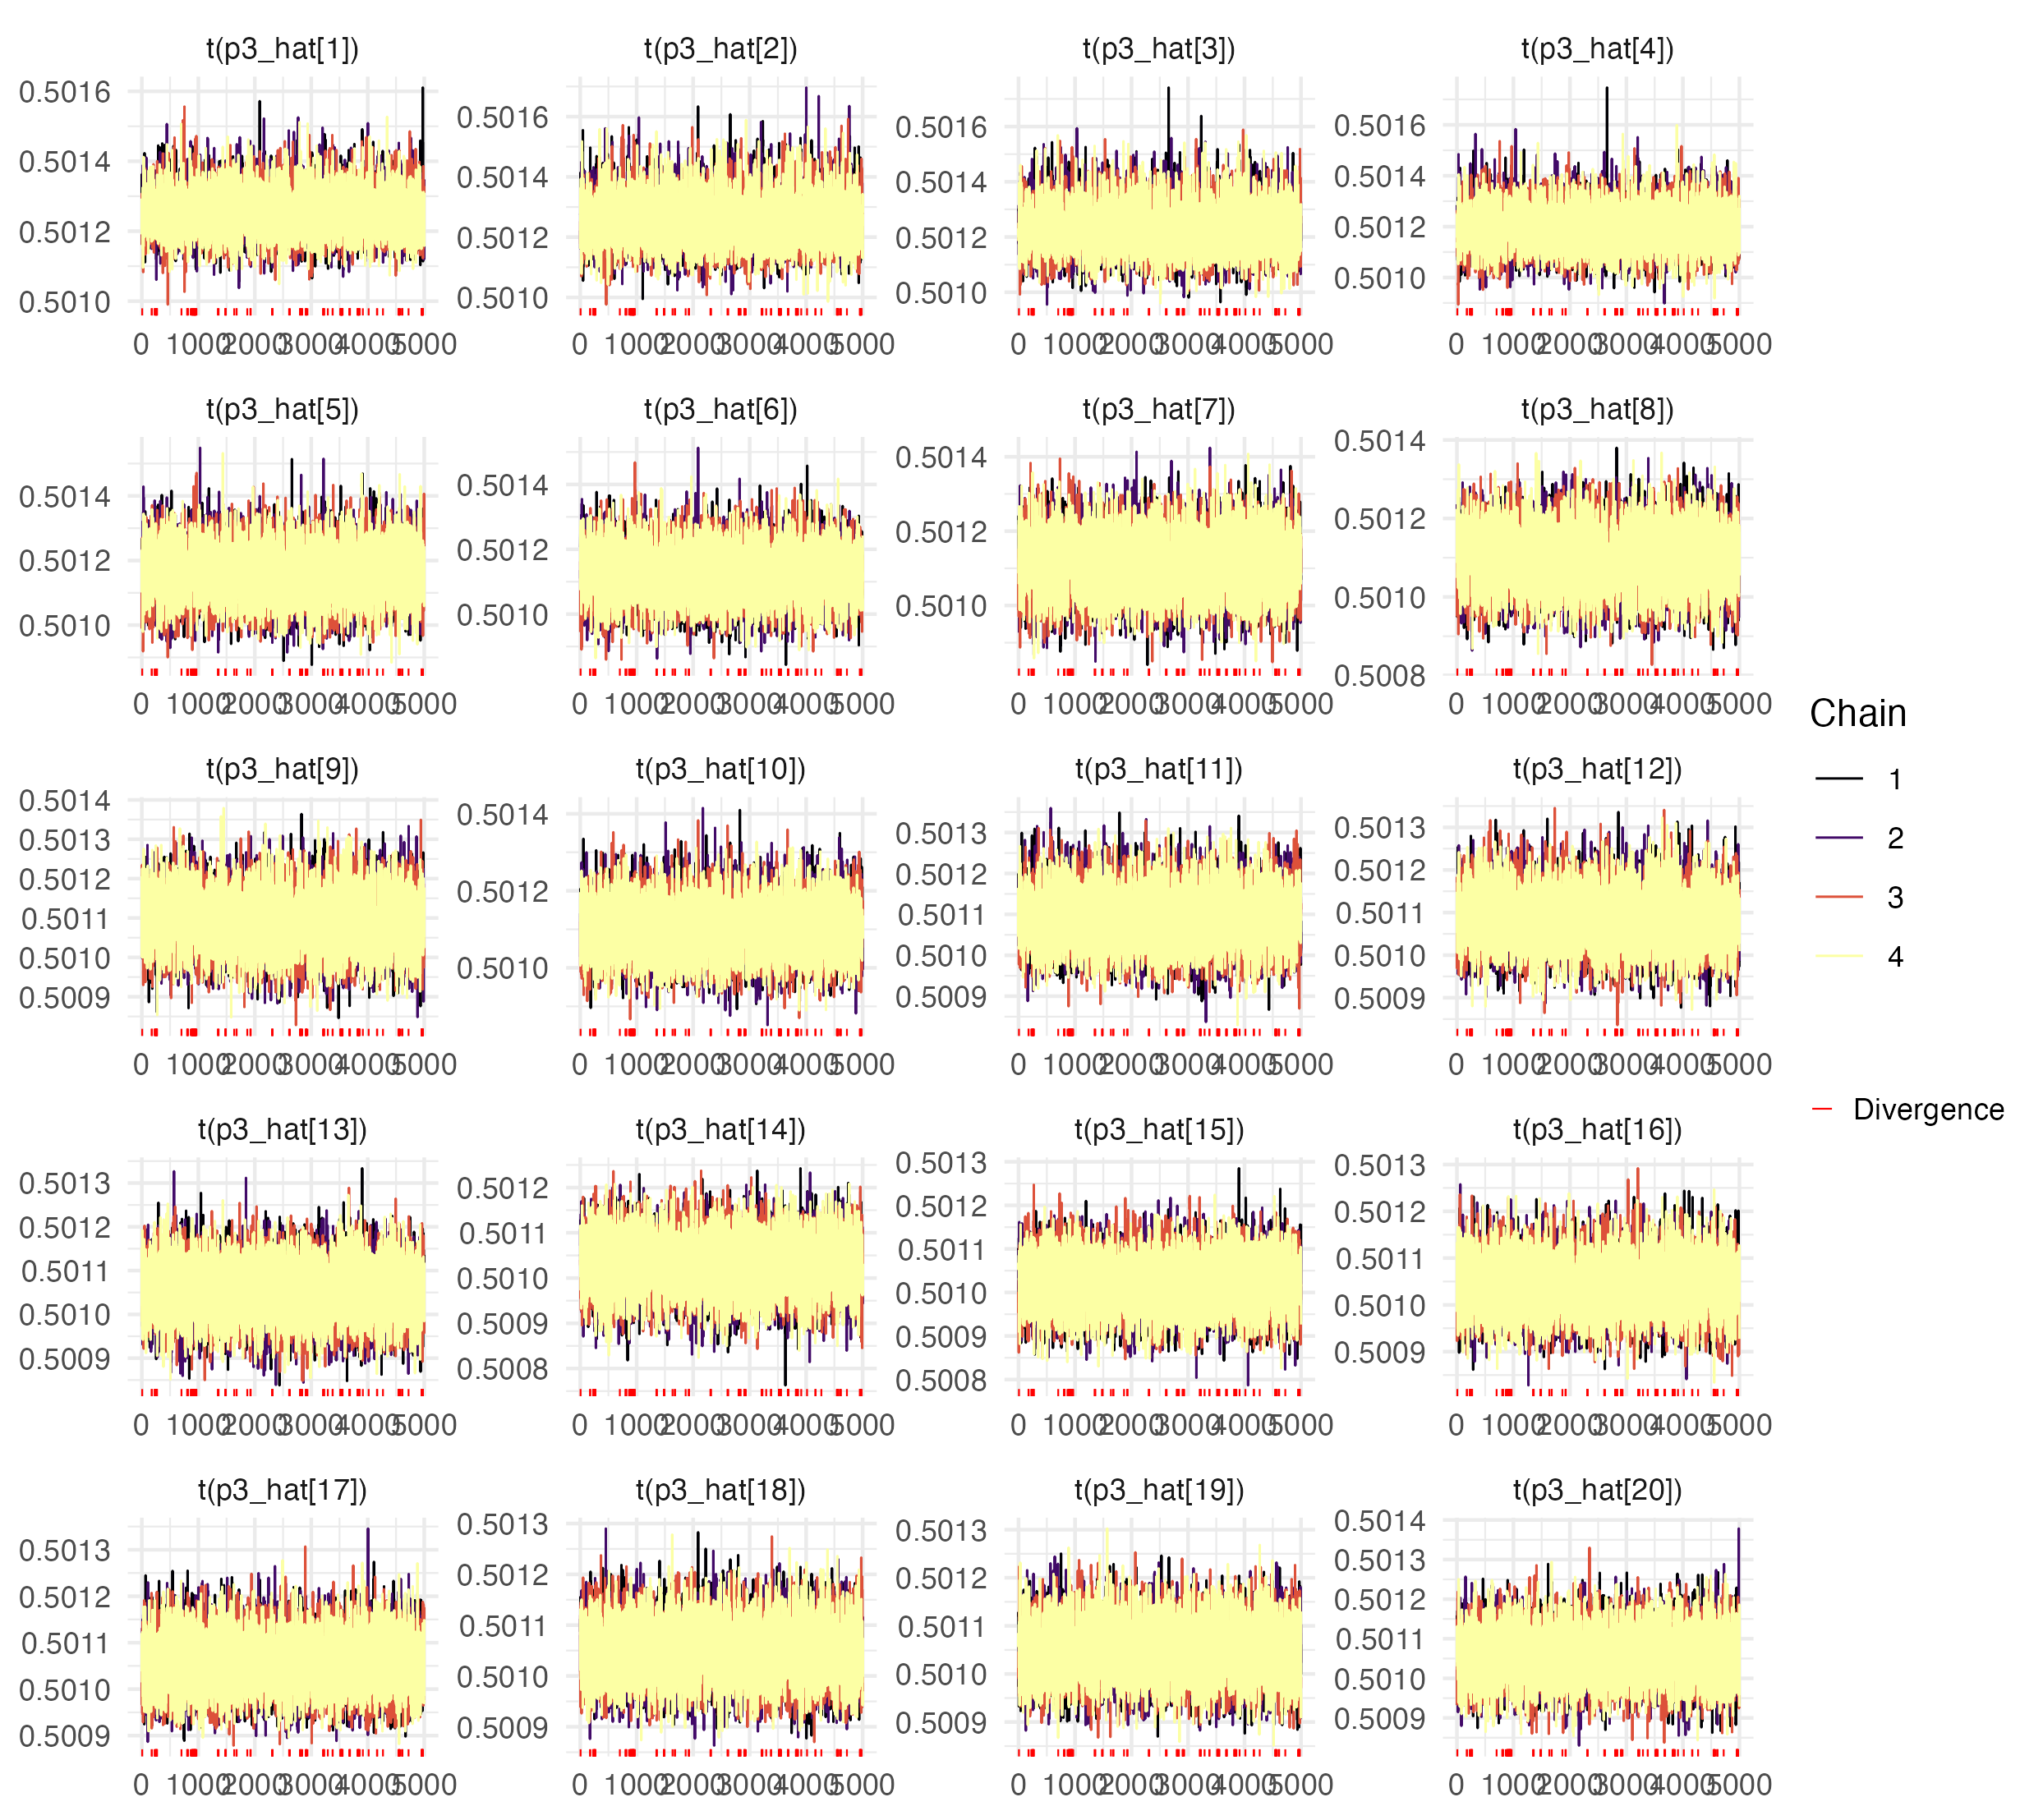 t(p3_hat[1]) t(p3_hat[2]) t(p3_hat[3]) t(p3_hat[4])
0.5016 0.5014 0.5012 0.5010
0.5016 0.5014 0.5012 0.5010
0.5016 0.5014 0.5012 0.5010
0.5016 0.5014 0.5012 0.5010
0 1000 2000 3000 4000 5000 0 1000 2000 3000 4000 5000 0 1000 2000 3000 4000 5000 0 1000 2000 3000 4000 5000
t(p3_hat[5]) t(p3_hat[6]) t(p3_hat[7]) t(p3_hat[8])
0.5014 0.5012 0.5010
0.5014 0.5012 0.5010
0.5014 0.5012 0.5010
0.5014 0.5012 0.5010 0.5008
0 1000 2000 3000 4000 5000 0 1000 2000 3000 4000 5000 0 1000 2000 3000 4000 5000 0 1000 2000 3000 4000 5000
t(p3_hat[9]) t(p3_hat[10]) t(p3_hat[11]) t(p3_hat[12])
0.5014 0.5013 0.5012 0.5011 0.5010 0.5009
0.5014 0.5012 0.5010
0.5013 0.5012 0.5011 0.5010 0.5009
0.5013 0.5012 0.5011 0.5010 0.5009
0 1000 2000 3000 4000 5000 0 1000 2000 3000 4000 5000 0 1000 2000 3000 4000 5000 0 1000 2000 3000 4000 5000
t(p3_hat[13]) t(p3_hat[14]) t(p3_hat[15]) t(p3_hat[16])
0.5013 0.5012 0.5011 0.5010 0.5009
0.5012 0.5011 0.5010 0.5009 0.5008
0.5013 0.5012 0.5011 0.5010 0.5009 0.5008
0.5013 0.5012 0.5011 0.5010 0.5009
0 1000 2000 3000 4000 5000 0 1000 2000 3000 4000 5000 0 1000 2000 3000 4000 5000 0 1000 2000 3000 4000 5000
t(p3_hat[17]) t(p3_hat[18]) t(p3_hat[19]) t(p3_hat[20])
0.5013 0.5012 0.5011 0.5010 0.5009
0.5013 0.5012 0.5011 0.5010 0.5009
0.5013 0.5012 0.5011 0.5010 0.5009
0.5014 0.5013 0.5012 0.5011 0.5010 0.5009
0 1000 2000 3000 4000 5000 0 1000 2000 3000 4000 5000 0 1000 2000 3000 4000 5000 0 1000 2000 3000 4000 5000
Chain
1
2
3
4
Divergence